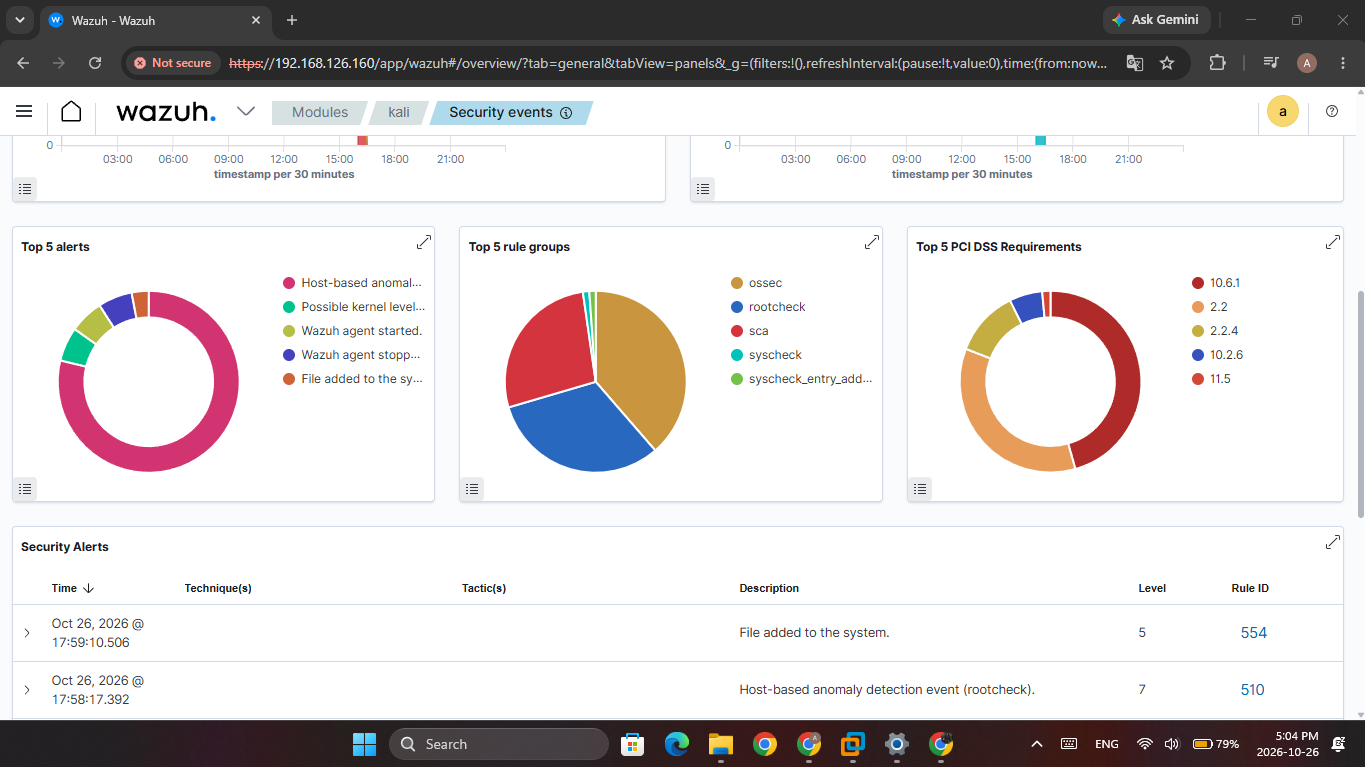 Wazuh - Wazuh
Ask Gemini
Not secure
https://192.168.126.160/app/wazuh#/overview/?tab=general&tabView=panels&_g=(filters:!(),refreshInterval:(pause:!t,value:0),time:(from:now...
A
wazuh.
Modules
kali
Security events
a
0
03:00 06:00 09:00 12:00 15:00 18:00 21:00
timestamp per 30 minutes
0
03:00 06:00 09:00 12:00 15:00 18:00 21:00
timestamp per 30 minutes
Top 5 alerts
Host-based anomal...
Possible kernel level...
Wazuh agent started.
Wazuh agent stopp...
File added to the sy...
Top 5 rule groups
ossec
rootcheck
sca
syscheck
syscheck_entry_add...
Top 5 PCI DSS Requirements
10.6.1
2.2
2.2.4
10.2.6
11.5
Security Alerts
Time Technique(s) Tactic(s) Description Level Rule ID
Oct 26, 2026 @
17:59:10.506
File added to the system. 5 554
Oct 26, 2026 @
17:58:17.392
Host-based anomaly detection event (rootcheck). 7 510
Search
ENG
79%
5:04 PM
2026-10-26